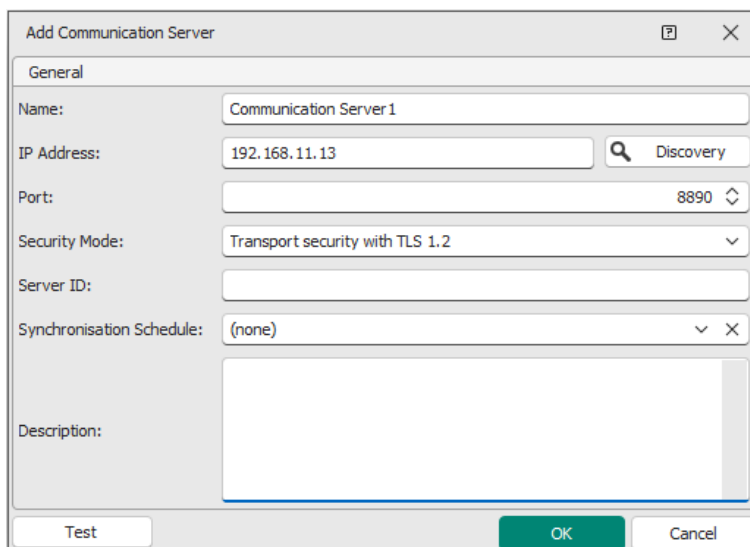 Add Communication Server
General
Name: Communication Server1
IP Address: 192.168.11.13 Discovery
Port: 8890
Security Mode: Transport security with TLS 1.2
Server ID:
Synchronisation Schedule: (none)
Description:
Test OK Cancel